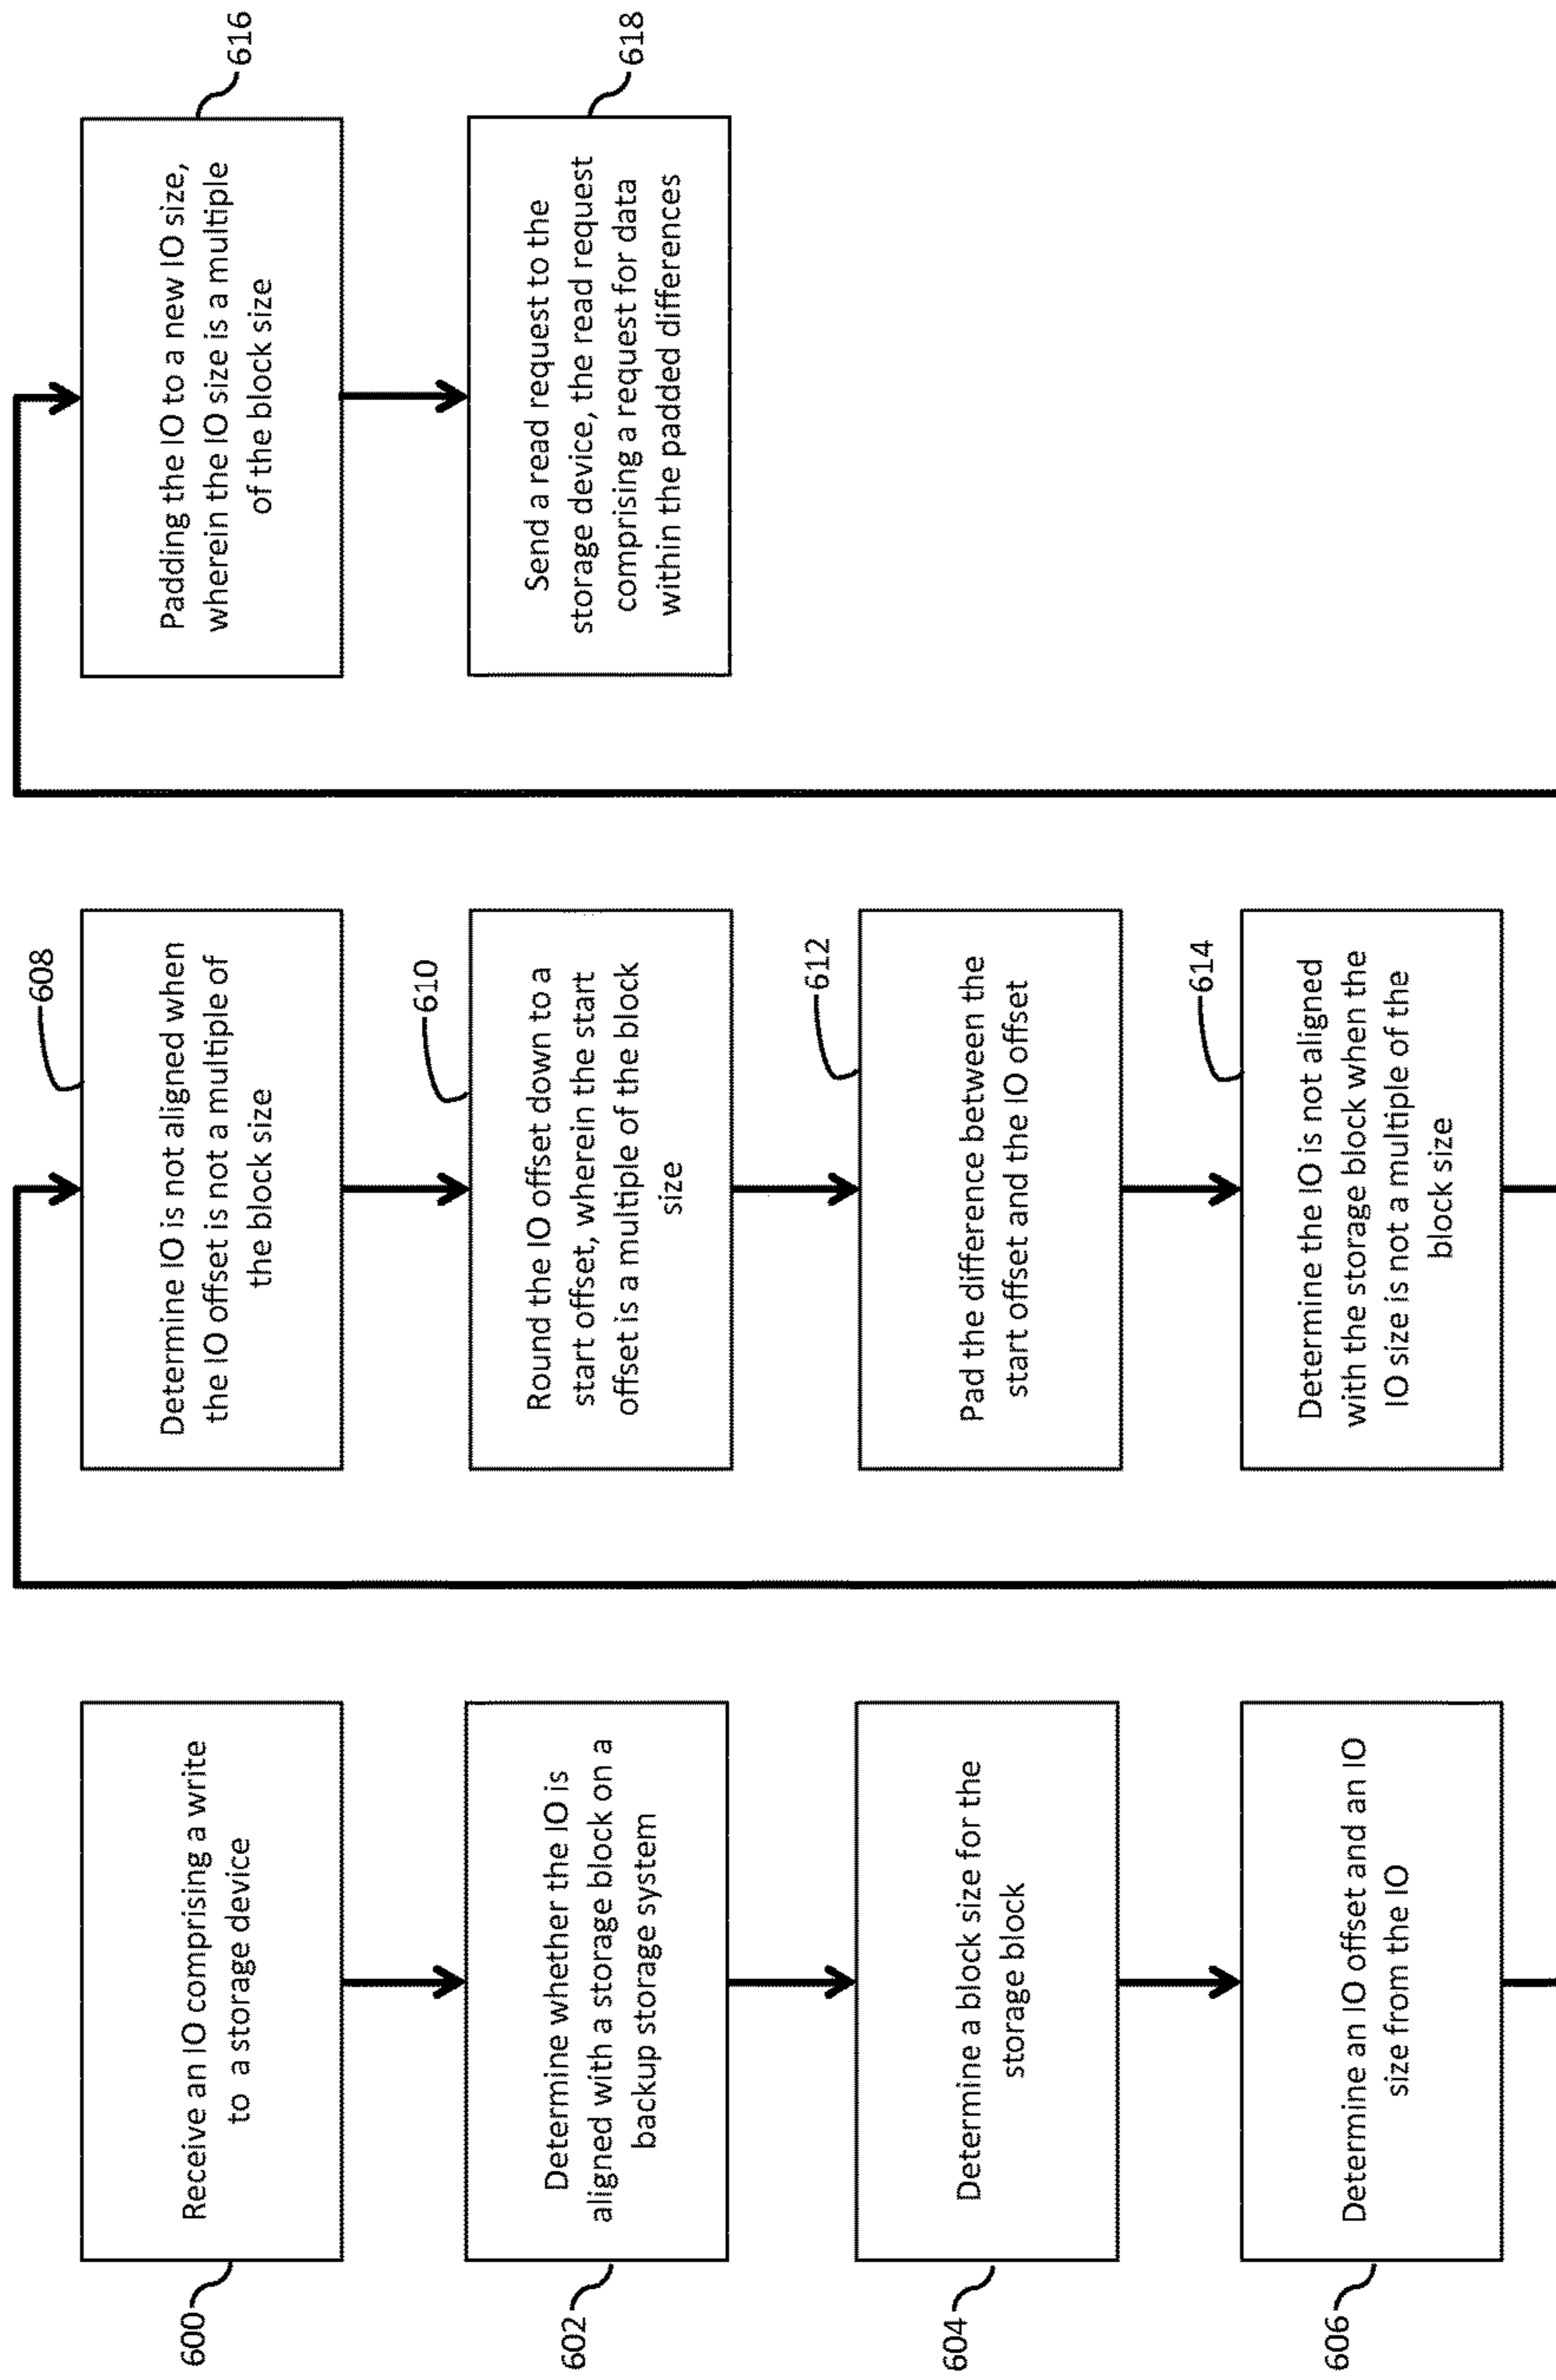 600
Receive an IO comprising a write
to a storage device
602
Determine whether the IO is
aligned with a storage block on a
backup storage system
604
Determine a block size for the
storage block
606
Determine an IO offset and an IO
size from the IO
608
Determine IO is not aligned when
the IO offset is not a multiple of
the block size
610
Round the IO offset down to a
start offset, wherein the start
offset is a multiple of the block
size
612
Pad the difference between the
start offset and the IO offset
614
Determine the IO is not aligned
with the storage block when the
IO size is not a multiple of the
block size
616
Padding the IO to a new IO size,
wherein the IO size is a multiple
of the block size
618
Send a read request to the
storage device, the read request
comprising a request for data
within the padded differences